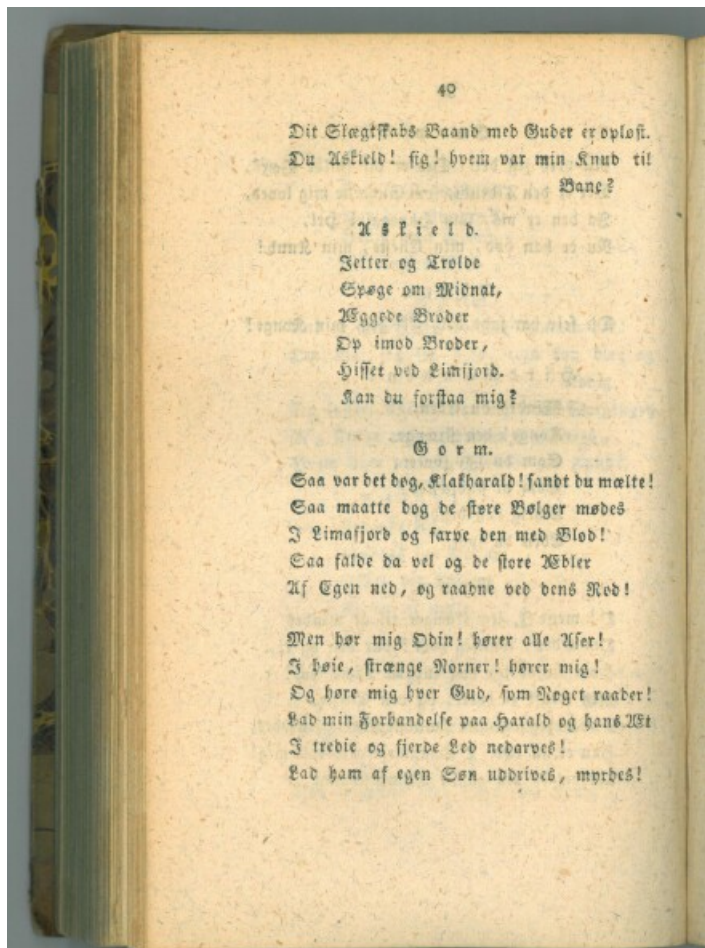 40
Dit Slægtskabs Baand med Guder er opløst.
Du Askield! siig! hvem var min Knud til
Bane?
Askield.
Jetter og Trolde
Spøge om Midnat,
Æggede Broder
Op imod Broder,
Hisset ved Limfjord.
Kan du forstaa mig?
Gorm.
Saa var det dog, Klakharald! sandt du mælte!
Saa maatte dog de store Bølger mødes
I Limafjord og farve den med Blod!
Saa falde da vel og de store Æbler
Af Egen ned, og raadne ved dens Rod!
Men hør mig Odin! hører alle Aser!
I høie, strænge Norner! hører mig!
Og høre mig hver Gud, som Noget raader!
Lad min Forbandelse paa Harald og hans Æt
I tredie og fjerde Led nedarves!
Lad ham af egen Søn uddrives, myrdes!